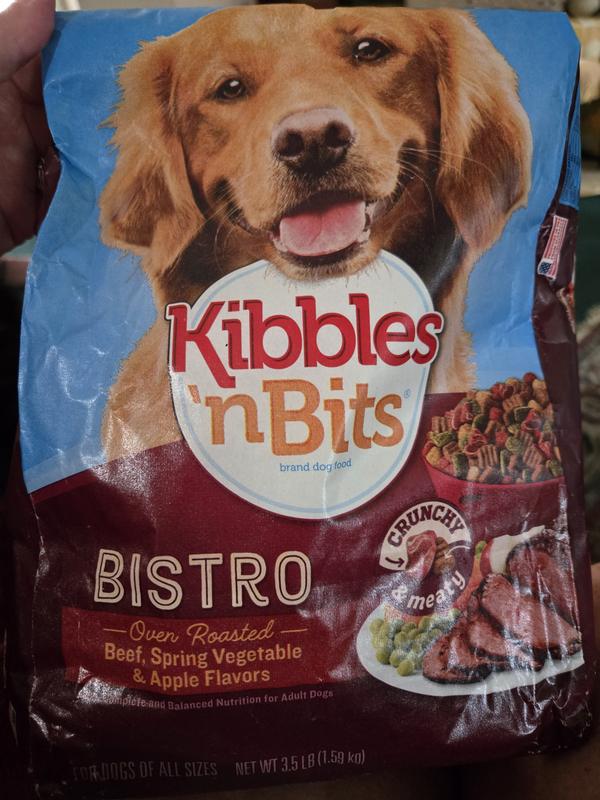 Kibbles
'n Bits®
brand dog food
CRUNCHY
& meaty
BISTRO
Oven Roasted
Beef, Spring Vegetable
& Apple Flavors
Complete and Balanced Nutrition for Adult Dogs
FOR DOGS OF ALL SIZES NET WT 3.5 LB (1.59 kg)